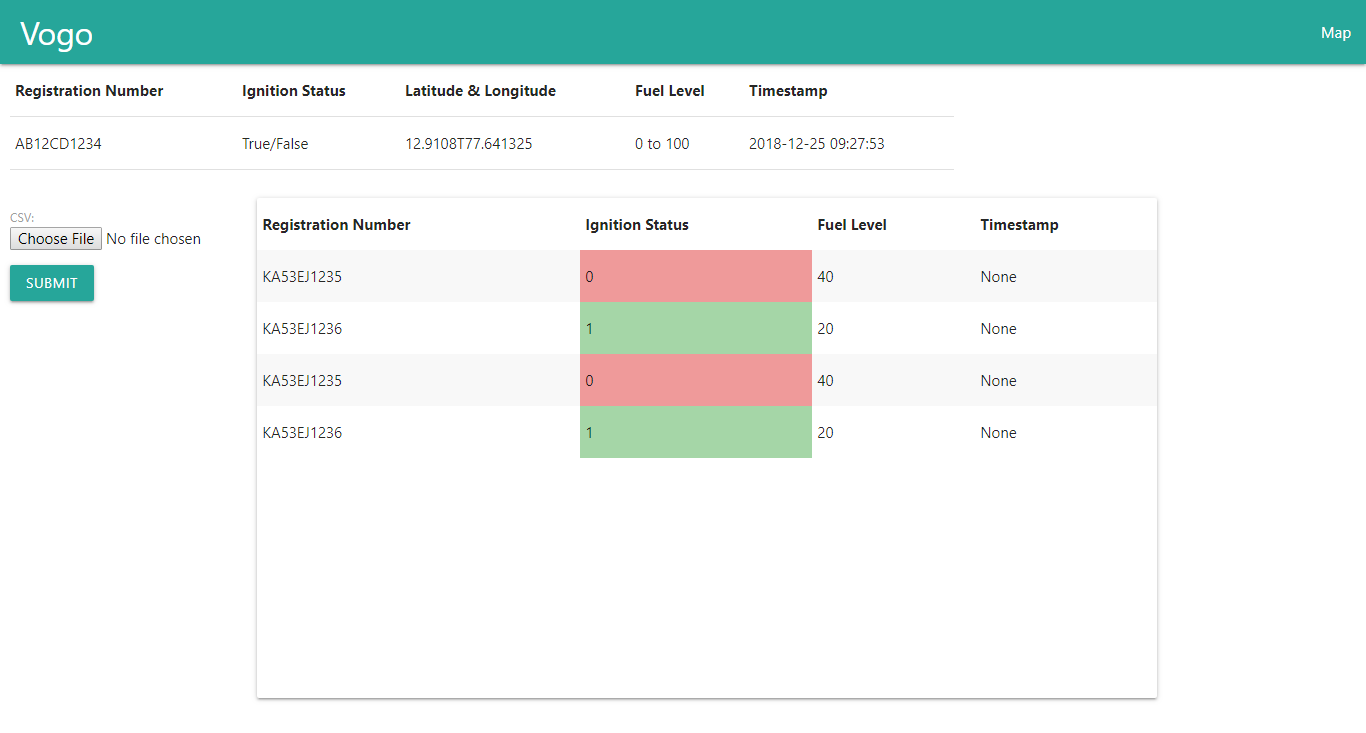 Vogo Map
Registration Number Ignition Status Latitude & Longitude Fuel Level Timestamp
AB12CD1234 True/False 12.9108T77.641325 0 to 100 2018-12-25 09:27:53
CSV:
Choose File No file chosen
SUBMIT
Registration Number Ignition Status Fuel Level Timestamp
KA53EJ1235 0 40 None
KA53EJ1236 1 20 None
KA53EJ1235 0 40 None
KA53EJ1236 1 20 None